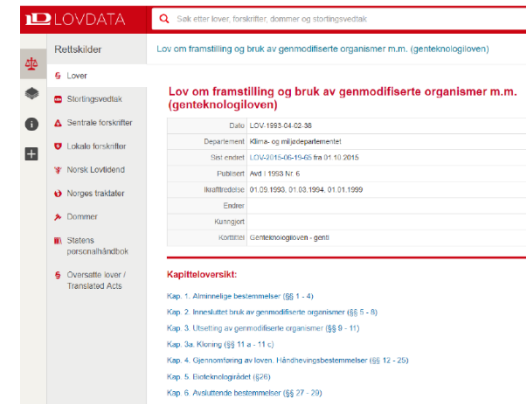 LOVDATA
Søk etter lover, forskrifter, dommer og stortingsvedtak
Rettskilder
Lover
Stortingsvedtak
Sentrale forskrifter
Lokale forskrifter
Norsk Lovtidend
Norges traktater
Dommer
Statens
personalhåndbok
Oversatte lover /
Translated Acts
Lov om framstilling og bruk av genmodifiserte organismer m.m. (genteknologiloven)
Lov om framstilling og bruk av genmodifiserte organismer m.m.
(genteknologiloven)
Dato LOV-1993-04-02-38
Departement Klima- og miljødepartementet
Sist endret LOV-2015-06-19-65 fra 01.10.2015
Publisert Avd I 1993 Nr. 6
Ikrafttredelse 01.09.1993, 01.03.1994, 01.01.1999
Endrer
Kunngjort
Korttittel Genteknologiloven - gentl
Kapitteloversikt:
Kap. 1. Alminnelige bestemmelser (§§ 1 - 4)
Kap. 2. Innesluttet bruk av genmodifiserte organismer (§§ 5 - 8)
Kap. 3. Utsetting av genmodifiserte organismer (§§ 9 - 11)
Kap. 3a. Kloning (§§ 11 a - 11 c)
Kap. 4. Gjennomføring av loven. Håndhevingsbestemmelser (§§ 12 - 25)
Kap. 5. Bioteknologirådet (§26)
Kap. 6. Avsluttende bestemmelser (§§ 27 - 29)